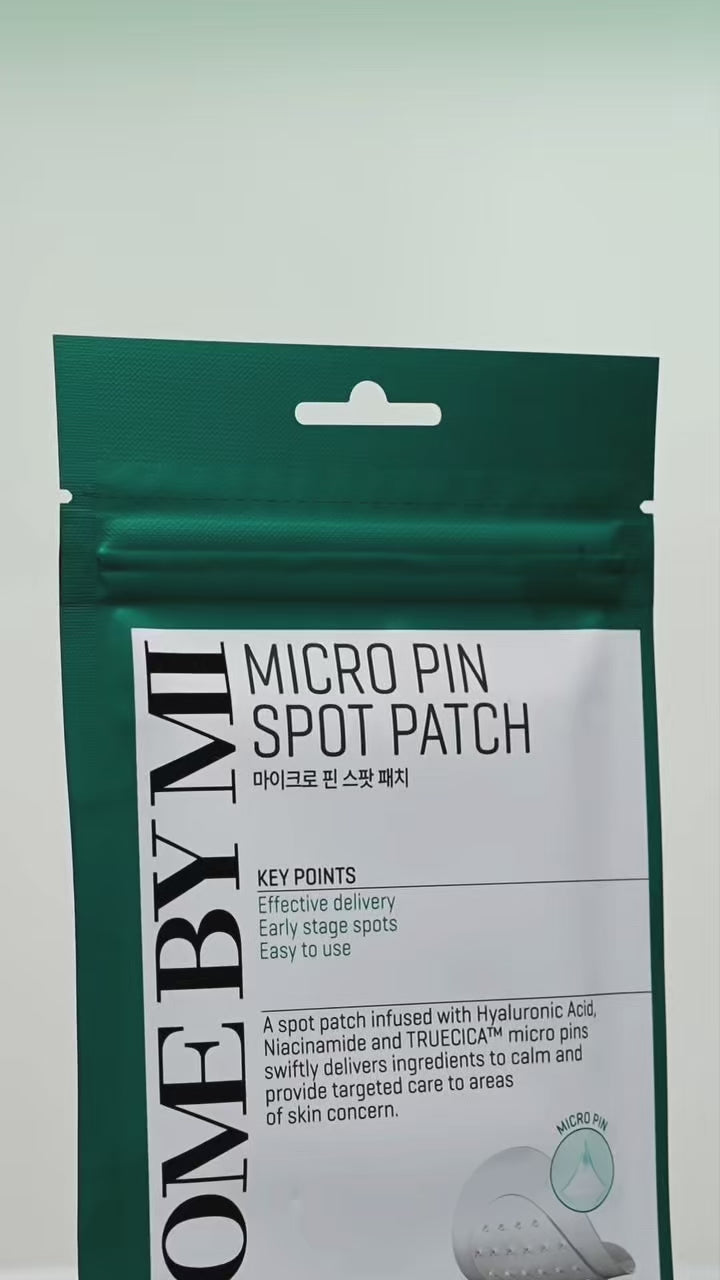 MICRO PIN
SPOT PATCH
마이크로 핀 스팟 패치
KEY POINTS
Effective delivery
Early stage spots
Easy to use
A spot patch infused with Hyaluronic Acid,
Niacinamide and TRUECICA™ micro pins
swiftly delivers ingredients to calm and
provide targeted care to areas
of skin concern.
MICRO PIN
OME BY MI